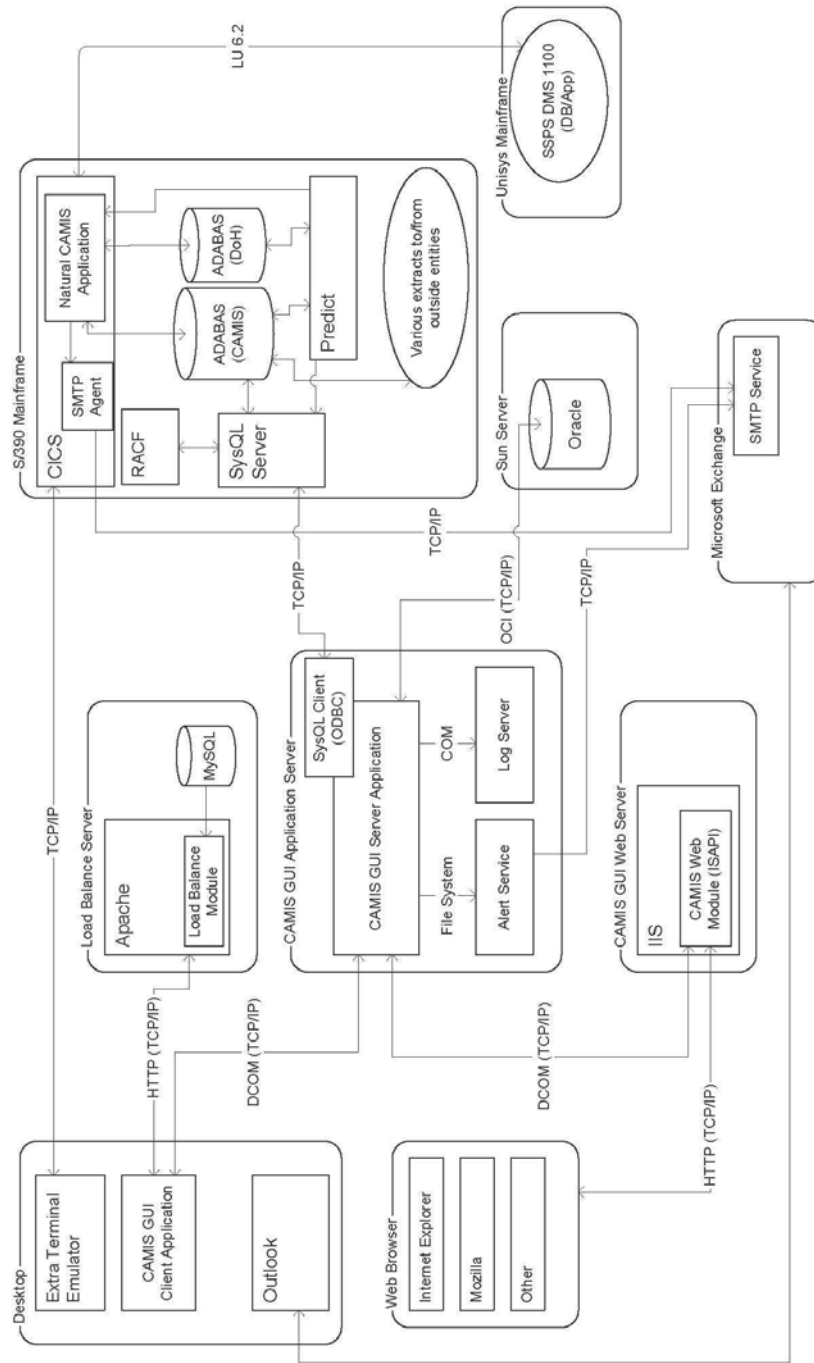 Desktop
Extra Terminal
Emulator
CAMIS GUI
Client Application
Outlook
Web Browser
Internet Explorer
Mozilla
Other
TCP/IP
HTTP (TCP/IP)
DCOM (TCP/IP)
DCOM (TCP/IP)
HTTP (TCP/IP)
Load Balance Server
Apache
Load Balance
Module
MySQL
CAMIS GUI Application Server
SysQL Client
(ODBC)
CAMIS GUI Server Application
File System
COM
Alert Service
Log Server
CAMIS GUI Web Server
IIS
CAMIS Web
Module (ISAPI)
TCP/IP
TCP/IP
OCI (TCP/IP)
TCP/IP
S/390 Mainframe
CICS
SMTP
Agent
Natural CAMIS
Application
RACF
SysQL
Server
ADABAS
(CAMIS)
ADABAS
(DoH)
Predict
Various extracts to/from
outside entities
LU 6.2
Sun Server
Oracle
Unisys Mainframe
SSPS DMS 1100
(DB/App)
Microsoft Exchange
SMTP Service